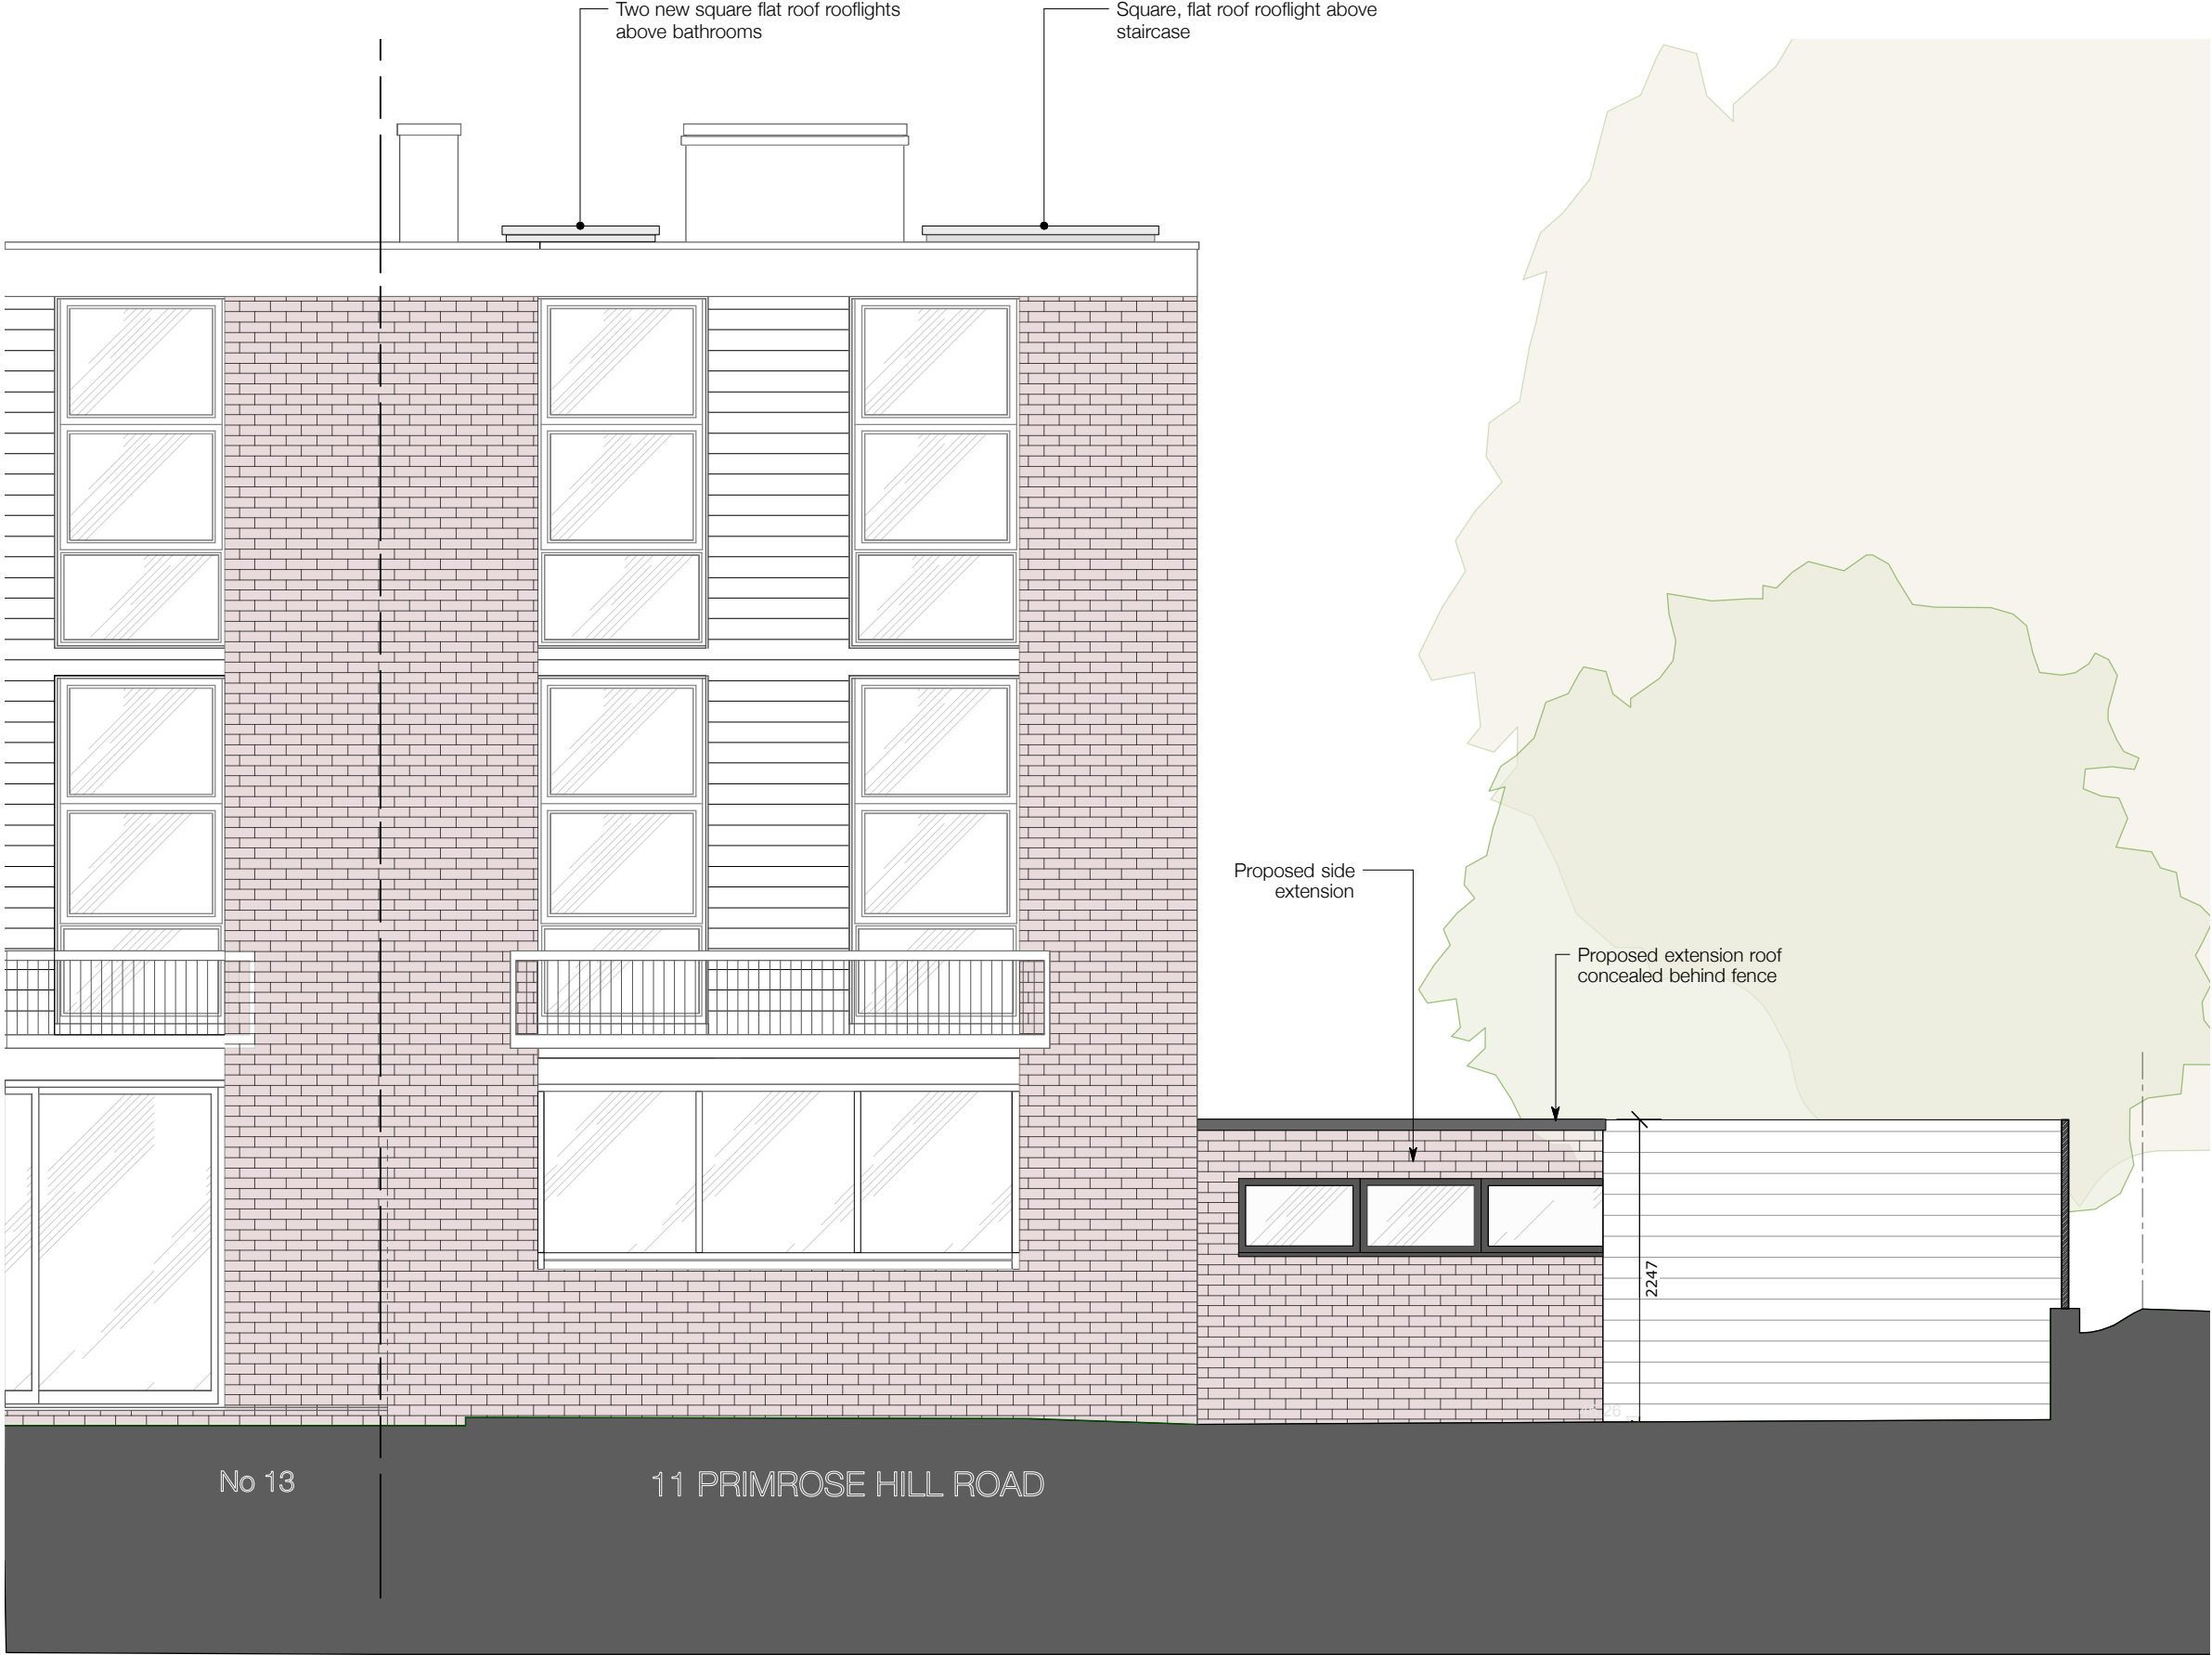 Two new square flat roof rooflights
above bathrooms
Square, flat roof rooflight above
staircase
Proposed side
extension
Proposed extension roof
concealed behind fence
2247
No 13
11 PRIMROSE HILL ROAD